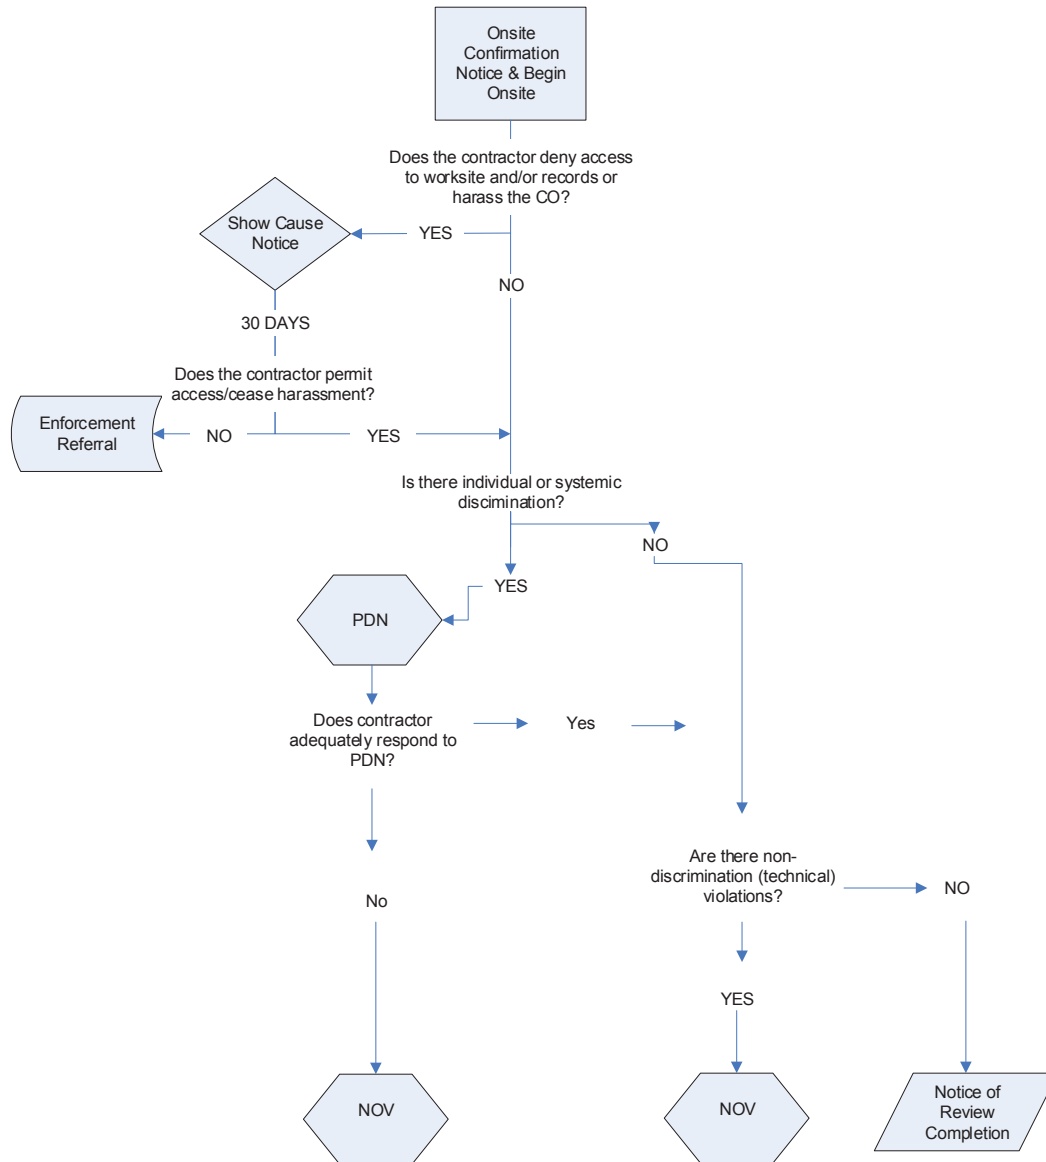 Onsite
Confirmation
Notice & Begin
Onsite
Does the contractor deny access
to worksite and/or records or
harass the CO?
Show Cause
Notice
YES
NO
30 DAYS
Does the contractor permit
access/cease harassment?
Enforcement
Referral
NO
YES
Is there individual or systemic
discimination?
NO
YES
PDN
Does contractor
adequately respond to
PDN?
Yes
Are there non-
discrimination (technical)
violations?
NO
No
YES
NOV
NOV
Notice of
Review
Completion